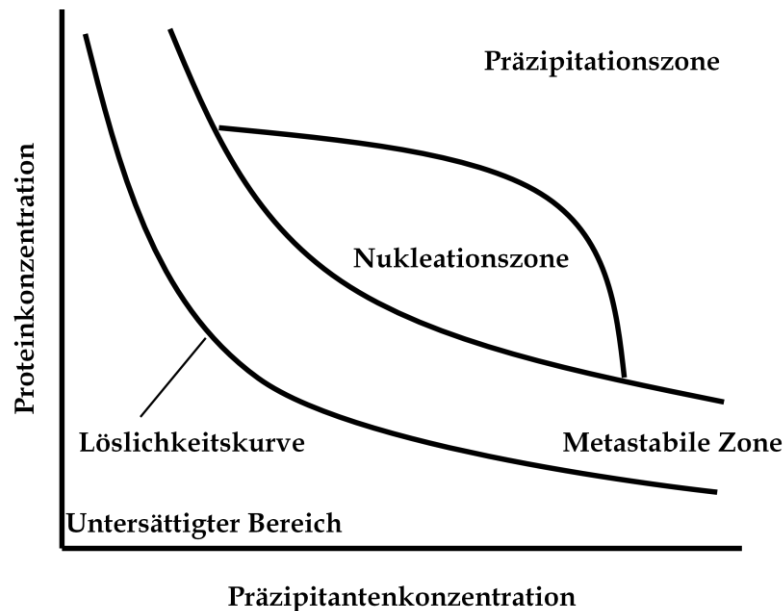 Präzipitationszone
Nukleationszone
Proteinkonzentration
Löslichkeitskurve
Metastabile Zone
Untersättigter Bereich
Präzipitantenkonzentration